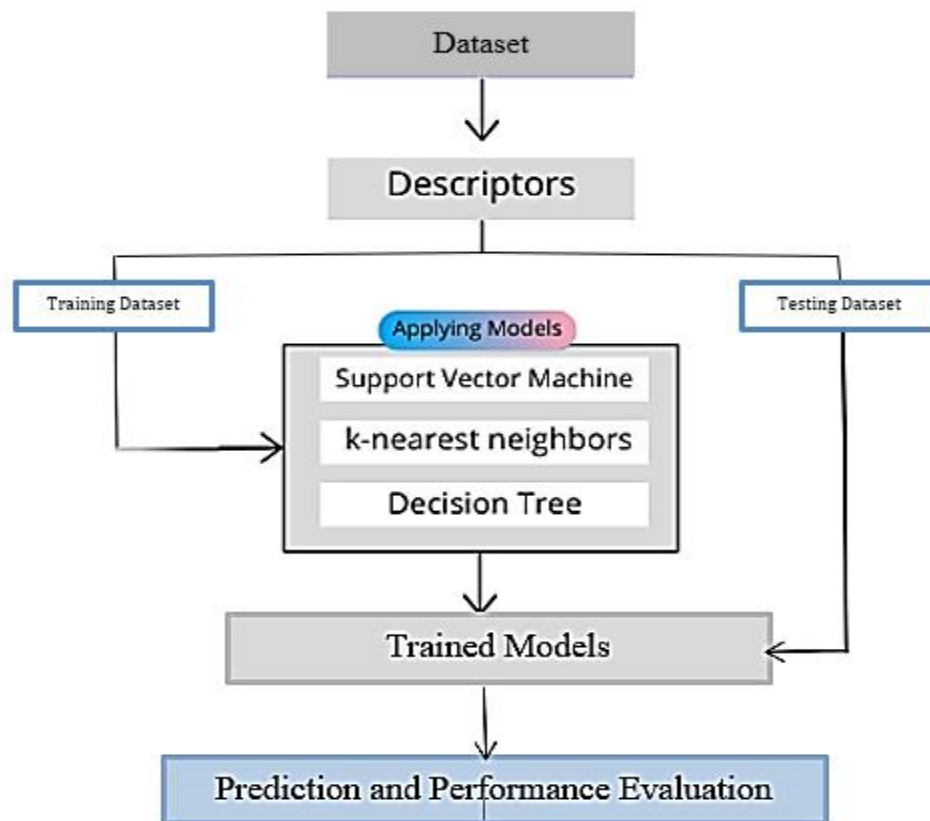 Dataset
Descriptors
Training Dataset
Testing Dataset
Applying Models
Support Vector Machine
k-nearest neighbors
Decision Tree
Trained Models
Prediction and Performance Evaluation